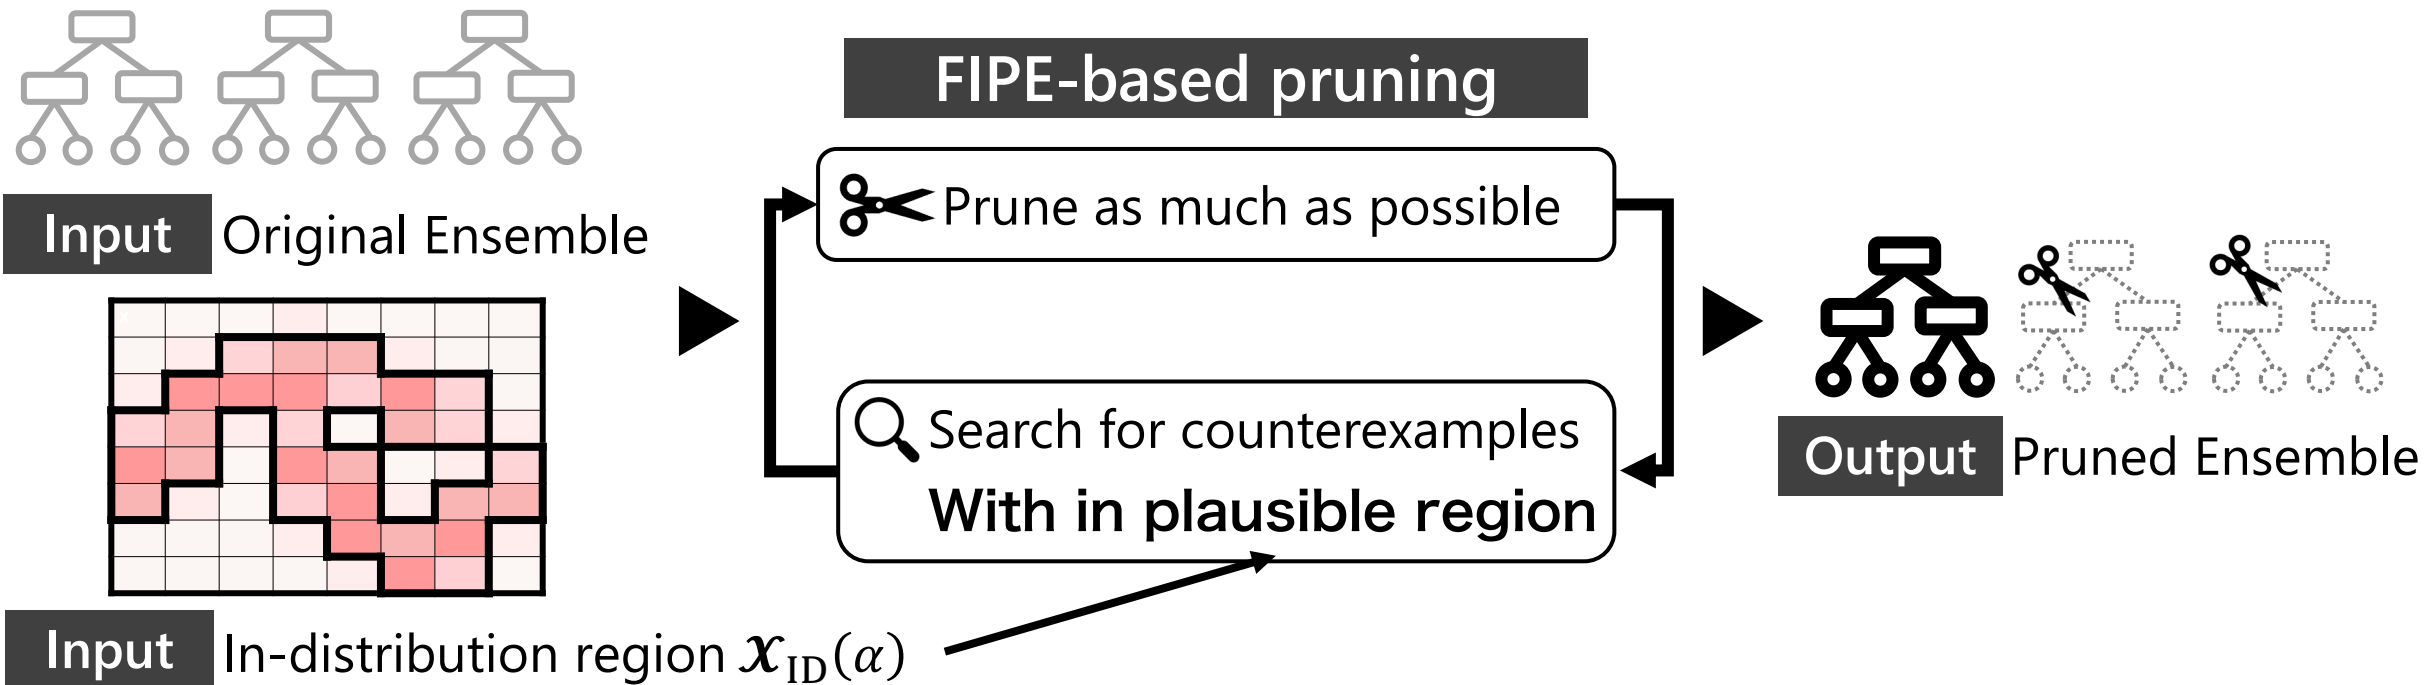 FIPE-based pruning
Input Original Ensemble
Prune as much as possible
Search for counterexamples
With in plausible region
Input In-distribution region 𝓧ID(α)
Output Pruned Ensemble